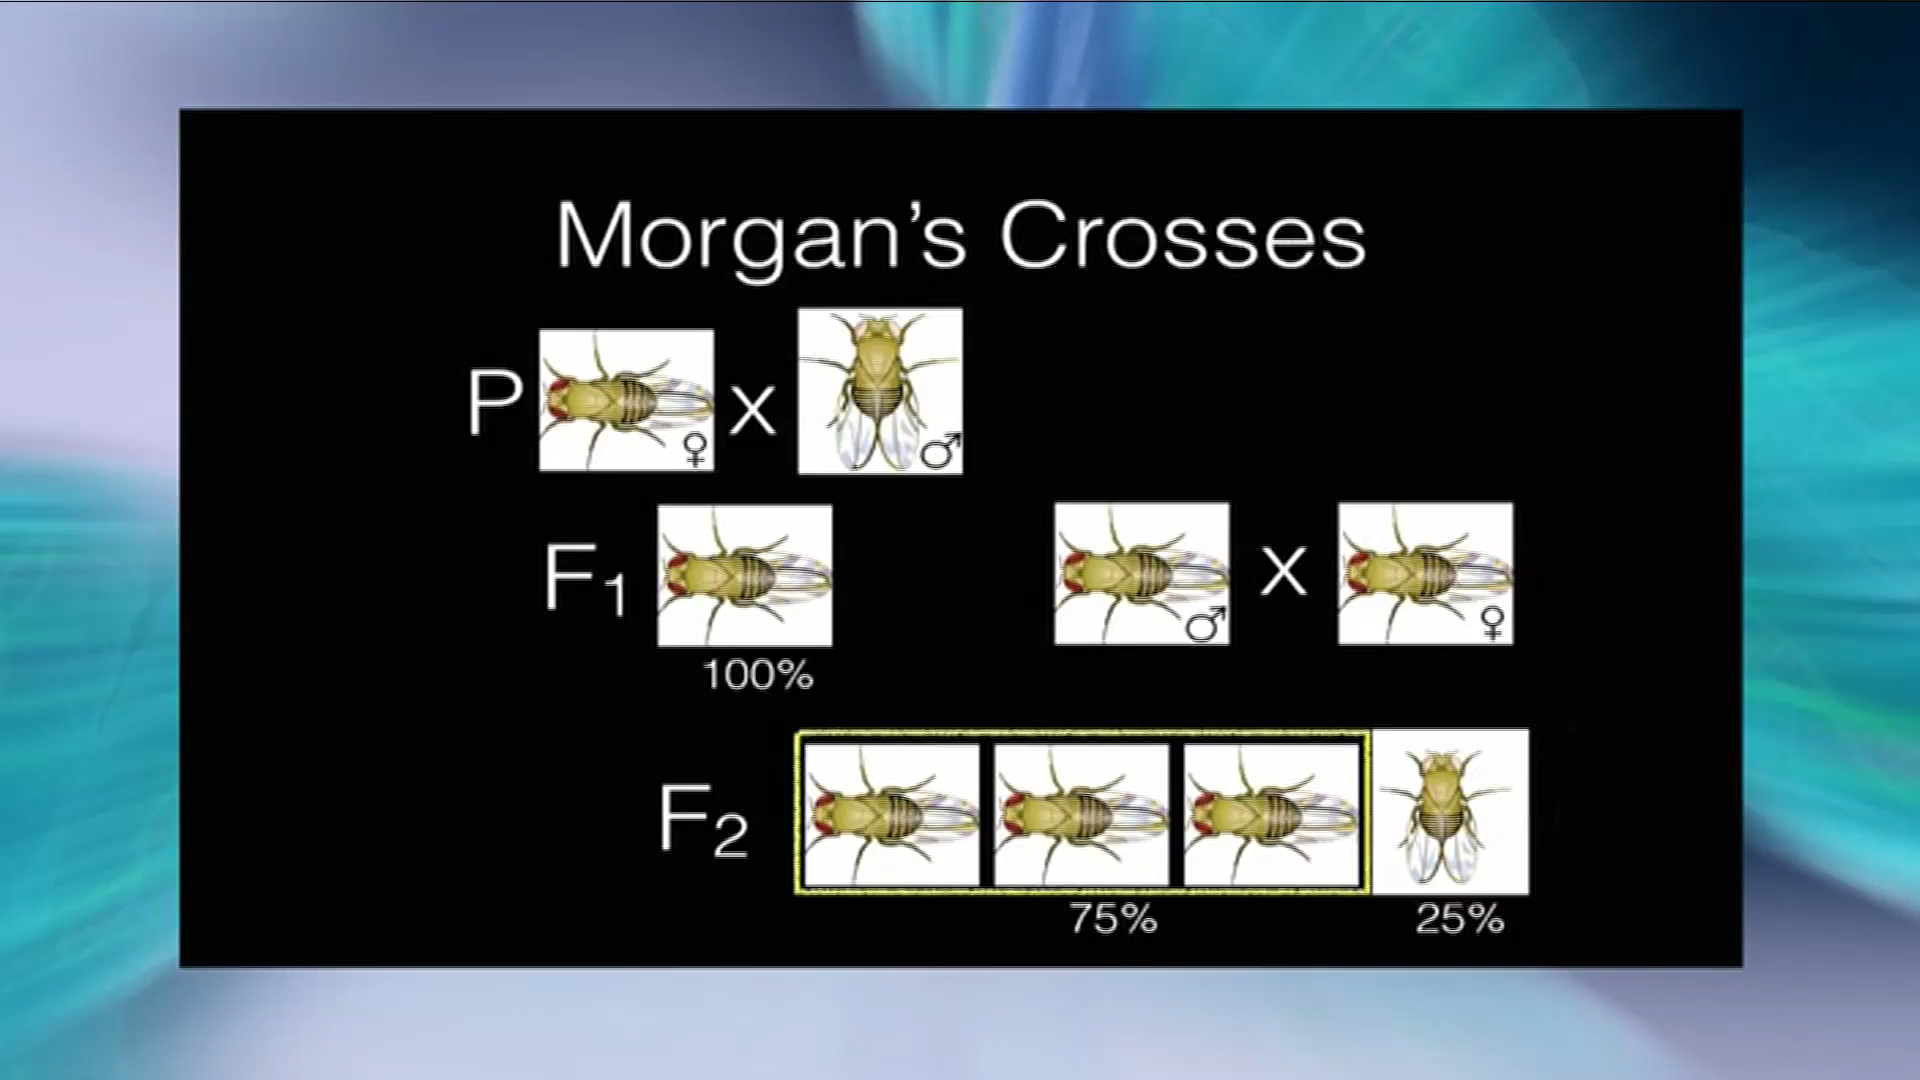 Morgan's Crosses
P ♀ x ♂
F₁ ♂ x ♀
100%
F₂
75% 25%